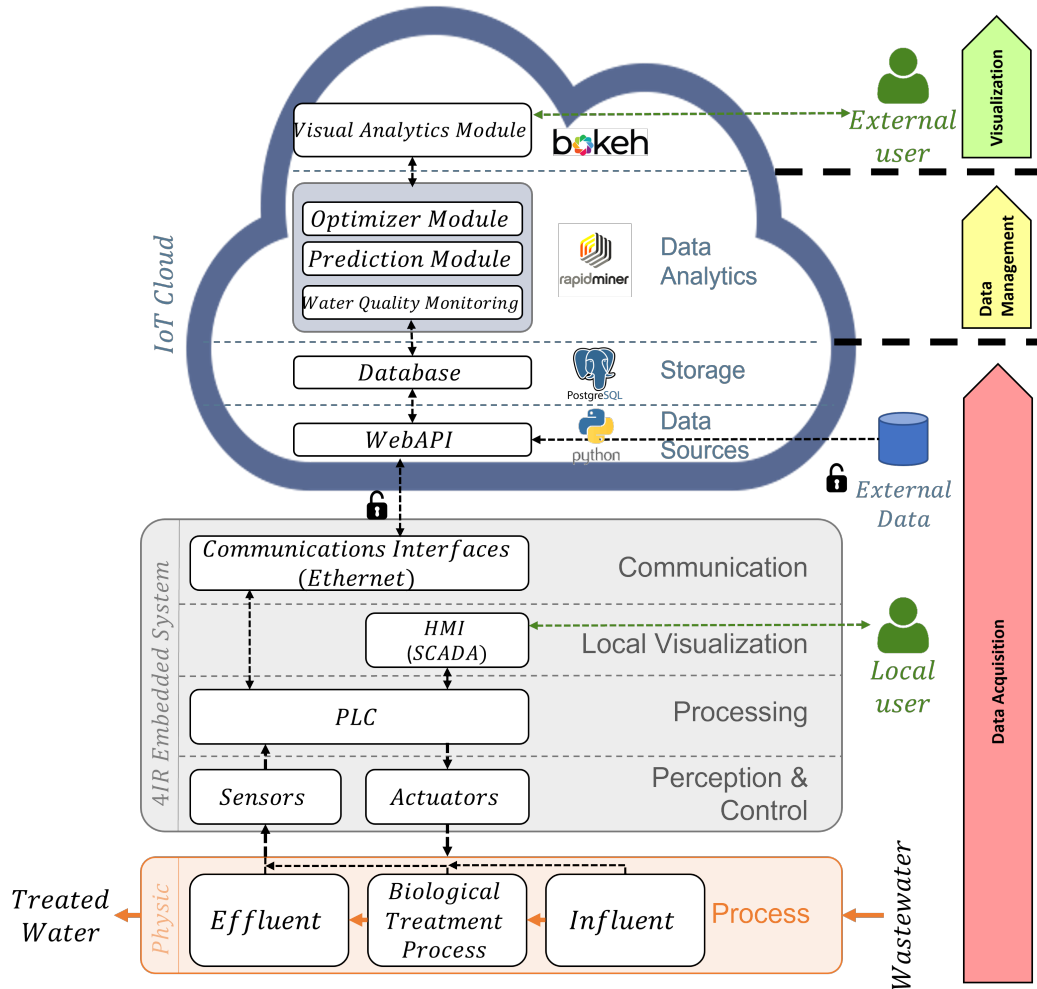 Visual Analytics Module
bokeh
External
user
Visualization
Optimizer Module
Prediction Module
Water Quality Monitoring
rapidminer
Data
Analytics
IoT Cloud
Data
Management
Database
PostgreSQL
Storage
WebAPI
python
Data
Sources
External
Data
Communications Interfaces
(Ethernet)
Communication
HMI
(SCADA)
Local Visualization
Local
user
4IR Embedded System
PLC
Processing
Sensors
Actuators
Perception &
Control
Data Acquisition
Treated
Water
Physic
Effluent
Biological
Treatment
Process
Influent
Process
Wastewater